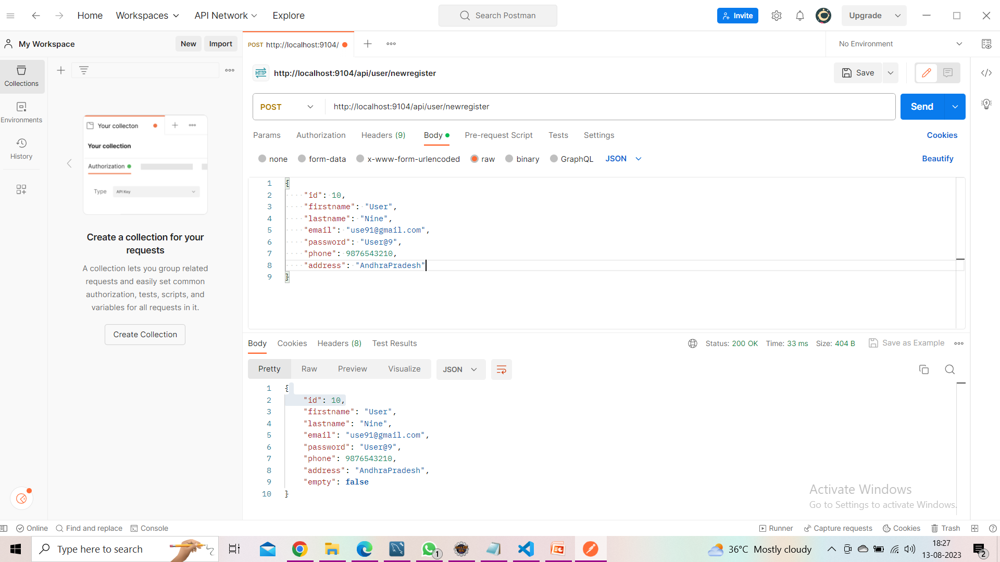 Home Workspaces API Network Explore Search Postman Invite Upgrade
My Workspace New Import POST http://localhost:9104/ No Environment
Collections
Environments
History
Your collecton
Your collection
Authorization
Type API Key
Create a collection for your
requests
A collection lets you group related
requests and easily set common
authorization, tests, scripts, and
variables for all requests in it.
Create Collection
HTTP http://localhost:9104/api/user/newregister Save
POST http://localhost:9104/api/user/newregister Send
Params Authorization Headers (9) Body Pre-request Script Tests Settings Cookies
none form-data x-www-form-urlencoded raw binary GraphQL JSON Beautify
1 {
2 "id": 10,
3 "firstname": "User",
4 "lastname": "Nine",
5 "email": "use91@gmail.com",
6 "password": "User@9",
7 "phone": 9876543210,
8 "address": "AndhraPradesh"
9 }
Body Cookies Headers (8) Test Results Status: 200 OK Time: 33 ms Size: 404 B Save as Example
Pretty Raw Preview Visualize JSON
1 {
2 "id": 10,
3 "firstname": "User",
4 "lastname": "Nine",
5 "email": "use91@gmail.com",
6 "password": "User@9",
7 "phone": 9876543210,
8 "address": "AndhraPradesh",
9 "empty": false
10 }
Activate Windows
Go to Settings to activate Windows.
Online Find and replace Console Runner Capture requests Cookies Trash
Type here to search 1 36°C Mostly cloudy 18:27
13-08-2023 2